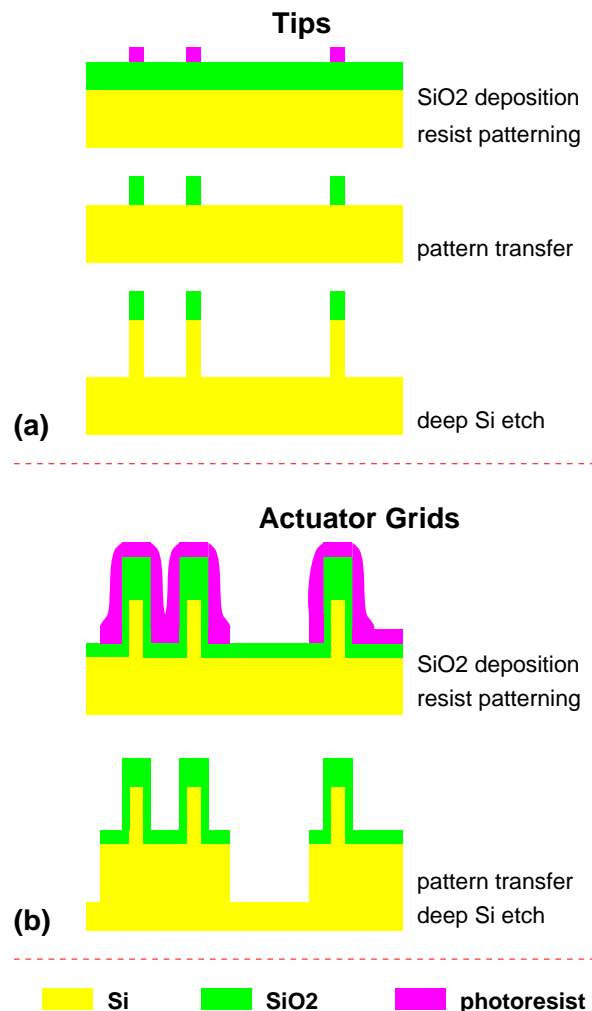 Tips
SiO2 deposition
resist patterning
pattern transfer
(a)
deep Si etch
Actuator Grids
SiO2 deposition
resist patterning
pattern transfer
(b)
deep Si etch
Si
SiO2
photoresist